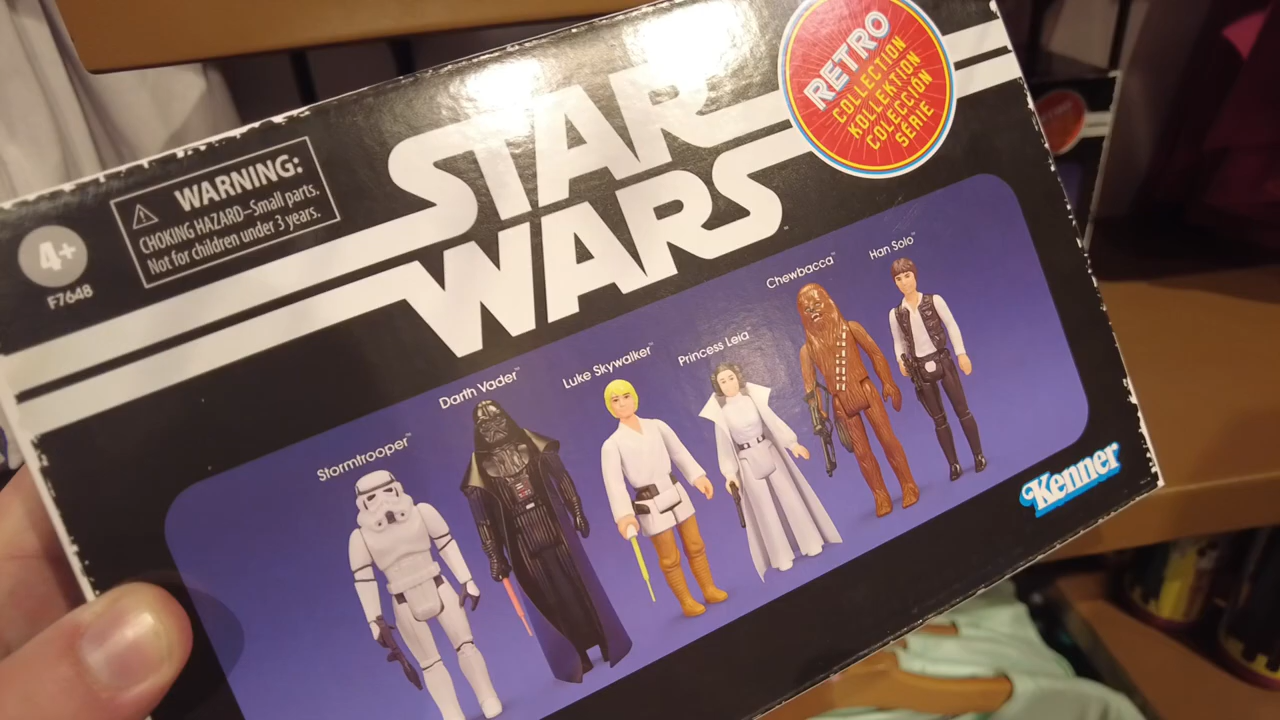 4+
F7648
WARNING:
CHOKING HAZARD–Small parts.
Not for children under 3 years.
STAR
WARS
RETRO
COLLECTION
KOLLEKTION
COLECCIÓN
SÉRIE
Stormtrooper™
Darth Vader™
Luke Skywalker™
Princess Leia™
Chewbacca™
Han Solo™
Kenner